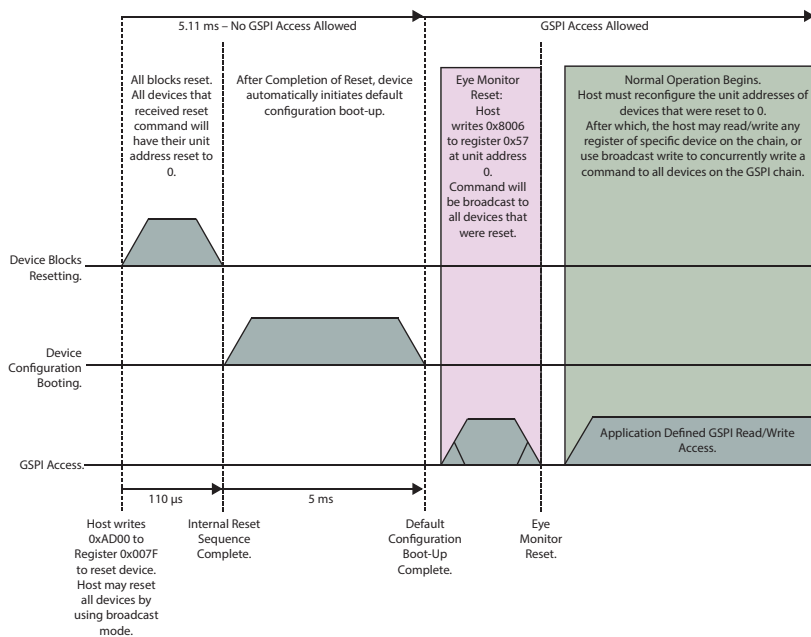 5.11 ms – No GSPI Access Allowed
GSPI Access Allowed
All blocks reset.
All devices that
received reset
command will
have their unit
address reset to
0.
After Completion of Reset, device
automatically initiates default
configuration boot-up.
Eye Monitor
Reset:
Host
writes 0x8006
to register 0x57
at unit address
0.
Command will
be broadcast to
all devices that
were reset.
Normal Operation Begins.
Host must reconfigure the unit addresses of
devices that were reset to 0.
After which, the host may read/write any
register of specific device on the chain, or
use broadcast write to concurrently write a
command to all devices on the GSPI chain.
Device Blocks
Resetting.
Device
Configuration
Booting.
GSPI Access.
Application Defined GSPI Read/Write
Access.
110 µs
5 ms
Host writes
0xAD00 to
Register 0x007F
to reset device.
Host may reset
all devices by
using broadcast
mode.
Internal Reset
Sequence
Complete.
Default
Configuration
Boot-Up
Complete.
Eye
Monitor
Reset.